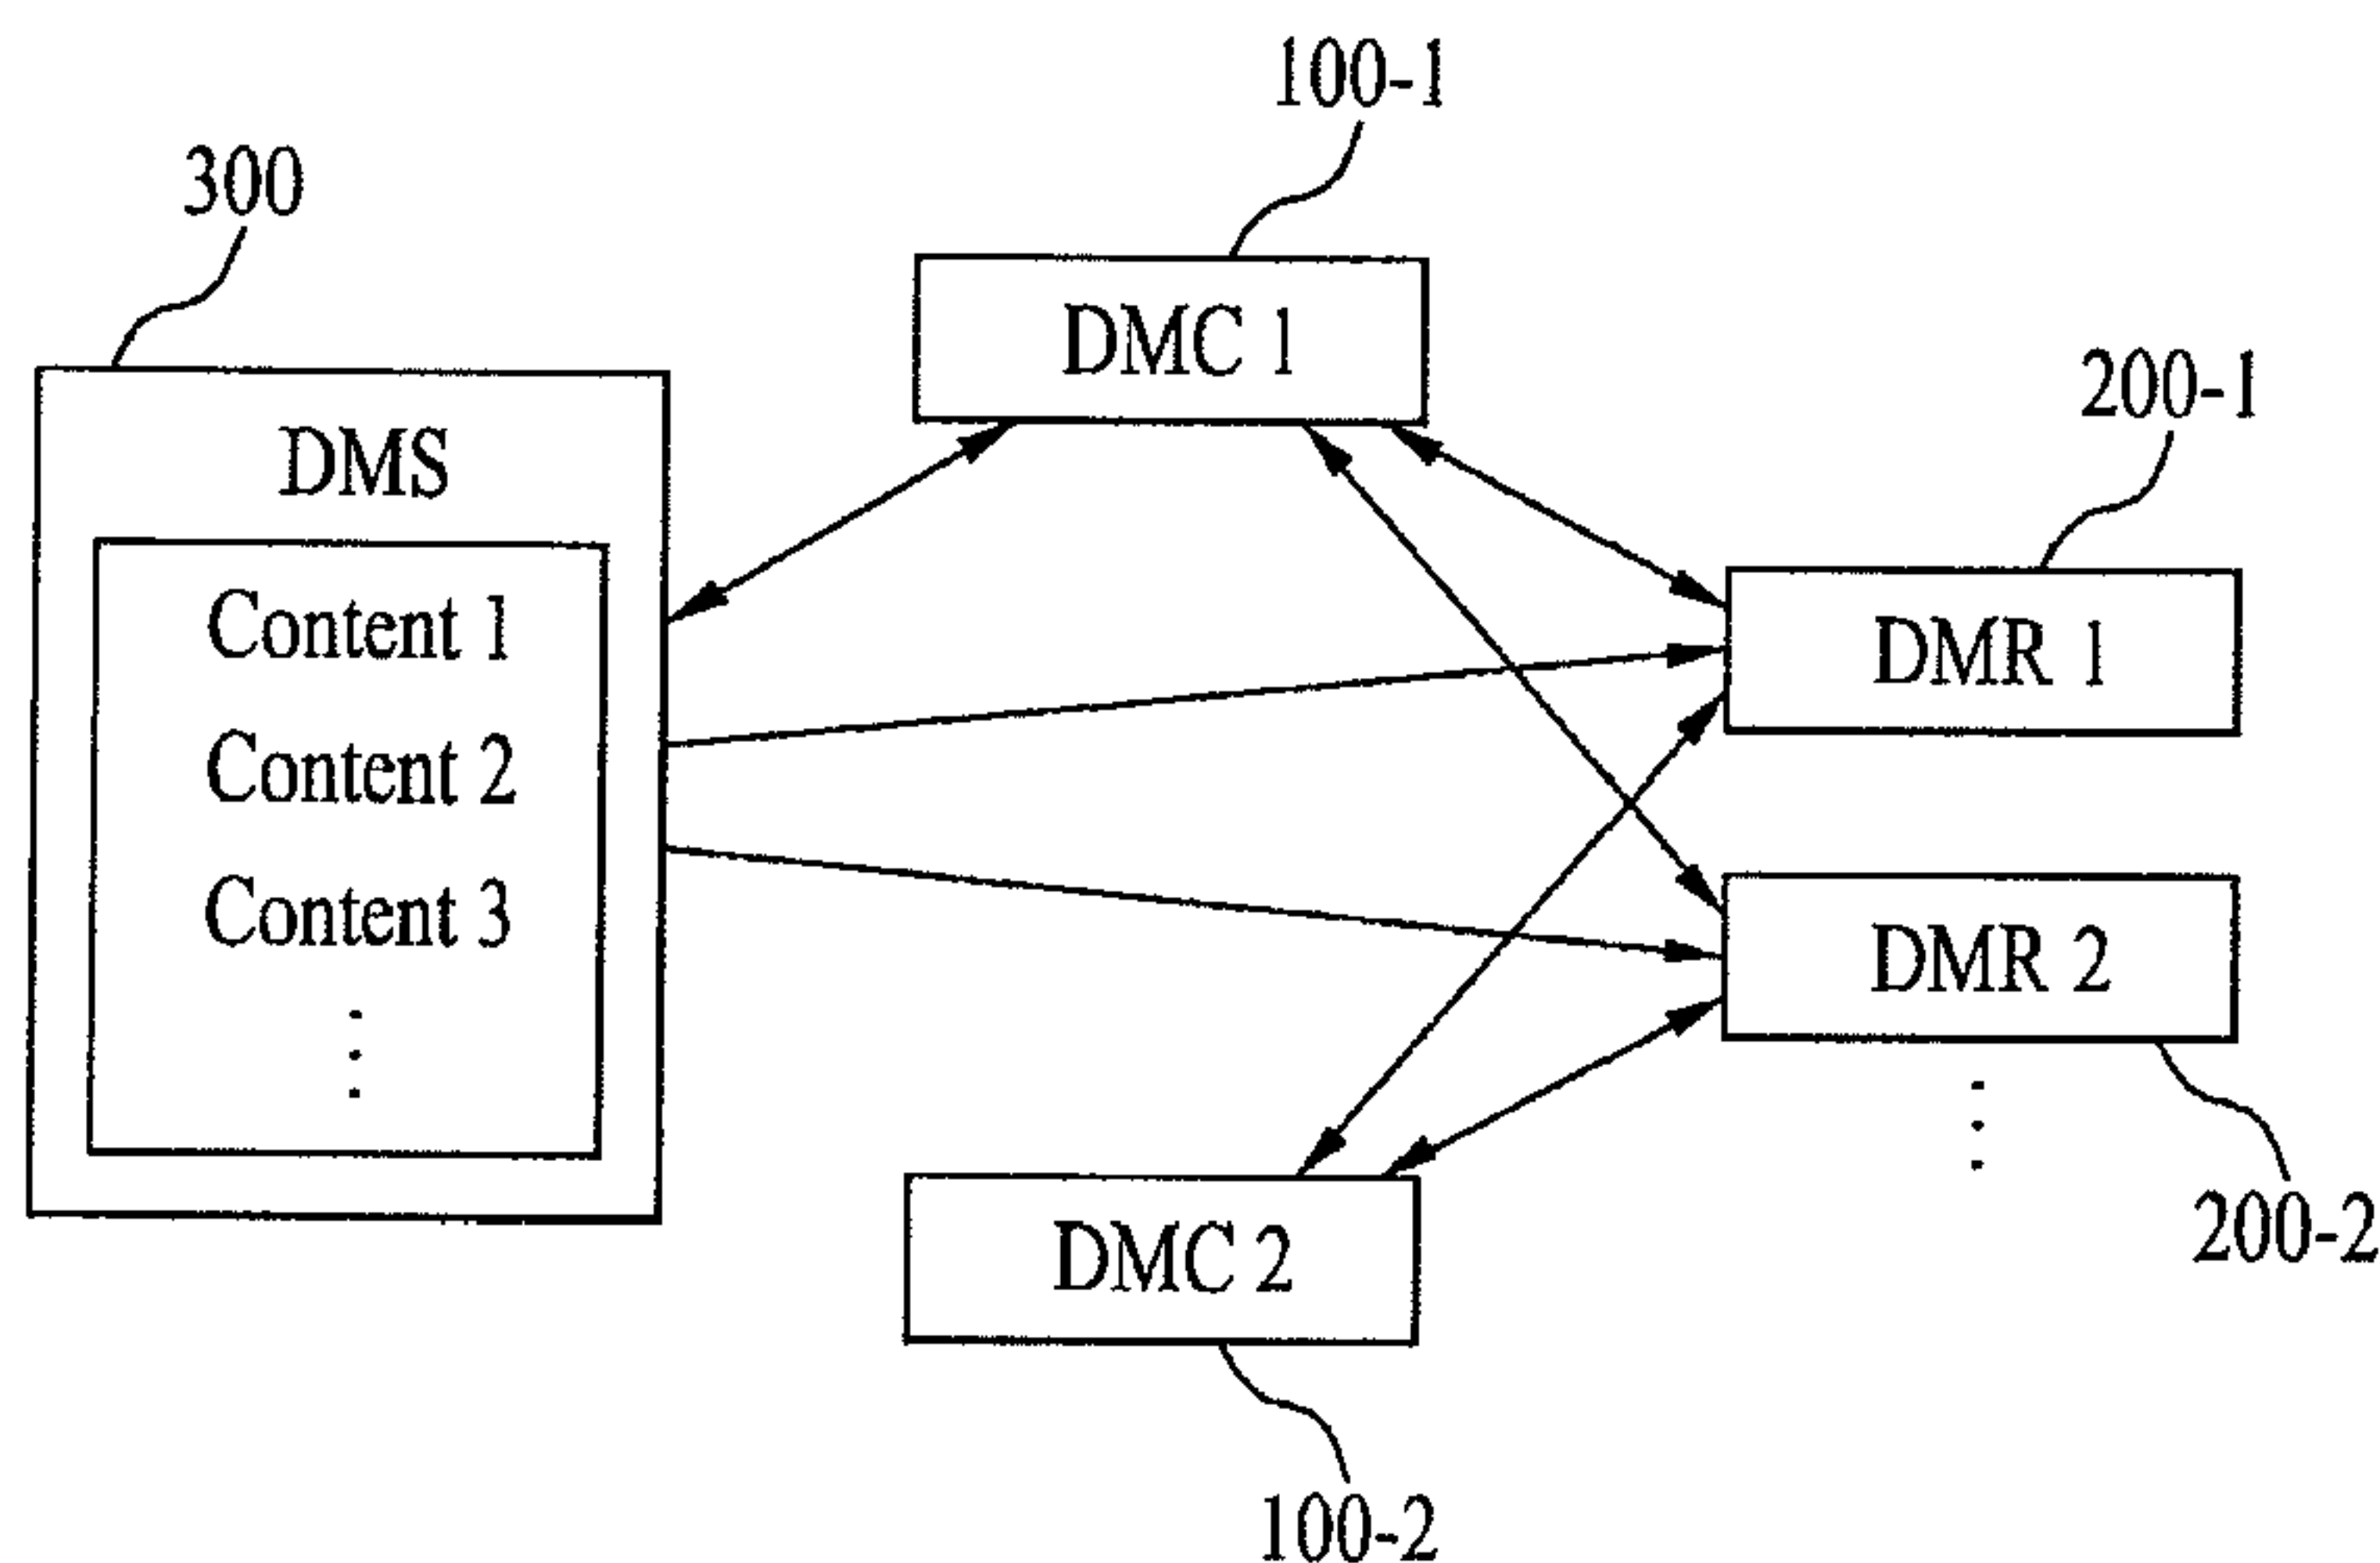 100-1
300
DMC 1
200-1
DMS
Content 1
DMR 1
Content 2
Content 3
DMR 2
200-2
DMC 2
100-2